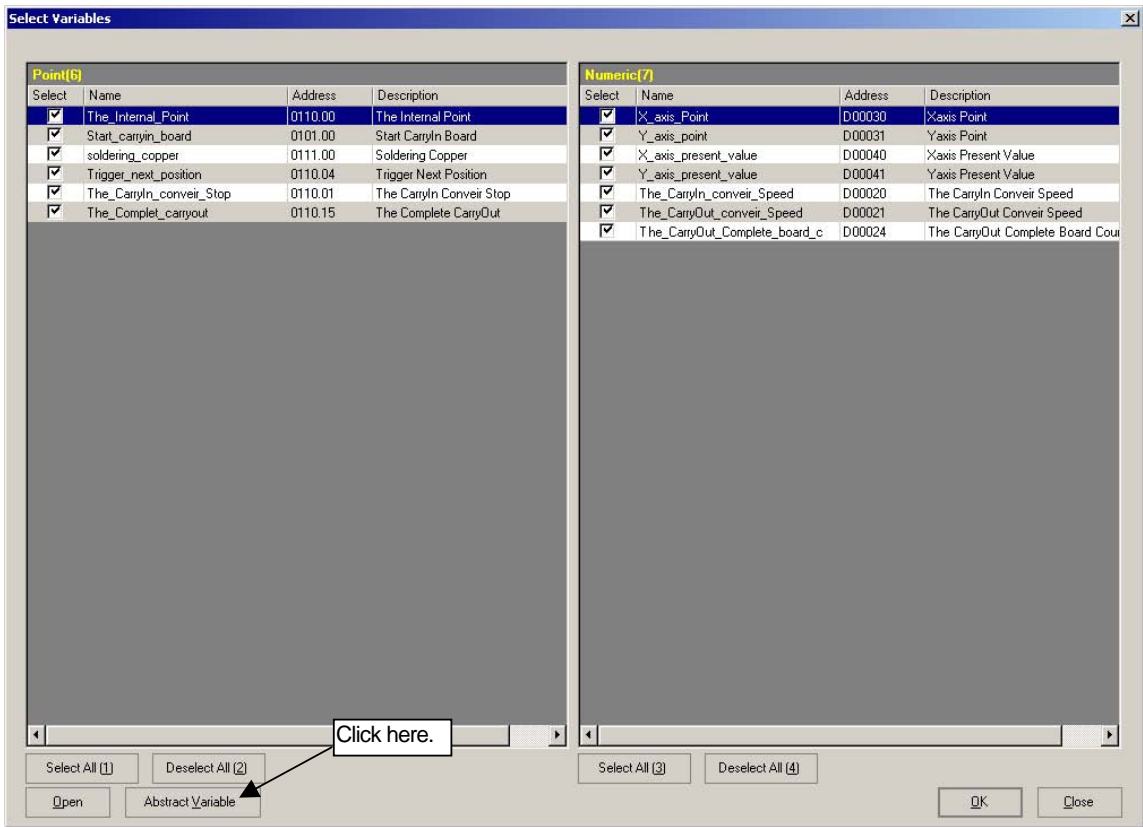 Select Variables
Point(6)
Select Name Address Description
The_Internal_Point 0110.00 The Internal Point
Start_carryin_board 0101.00 Start CarryIn Board
soldering_copper 0111.00 Soldering Copper
Trigger_next_position 0110.04 Trigger Next Position
The_CarryIn_conveir_Stop 0110.01 The CarryIn Conveir Stop
The_Complet_carryout 0110.15 The Complete CarryOut
Numeric(7)
Select Name Address Description
X_axis_Point D00030 Xaxis Point
Y_axis_point D00031 Yaxis Point
X_axis_present_value D00040 Xaxis Present Value
Y_axis_present_value D00041 Yaxis Present Value
The_CarryIn_conveir_Speed D00020 The CarryIn Conveir Speed
The_CarryOut_conveir_Speed D00021 The CarryOut Conveir Speed
The_CarryOut_Complete_board_c D00024 The CarryOut Complete Board Cou
Click here.
Select All (1) Deselect All (2)
Select All (3) Deselect All (4)
Open Abstract Variable
OK Close